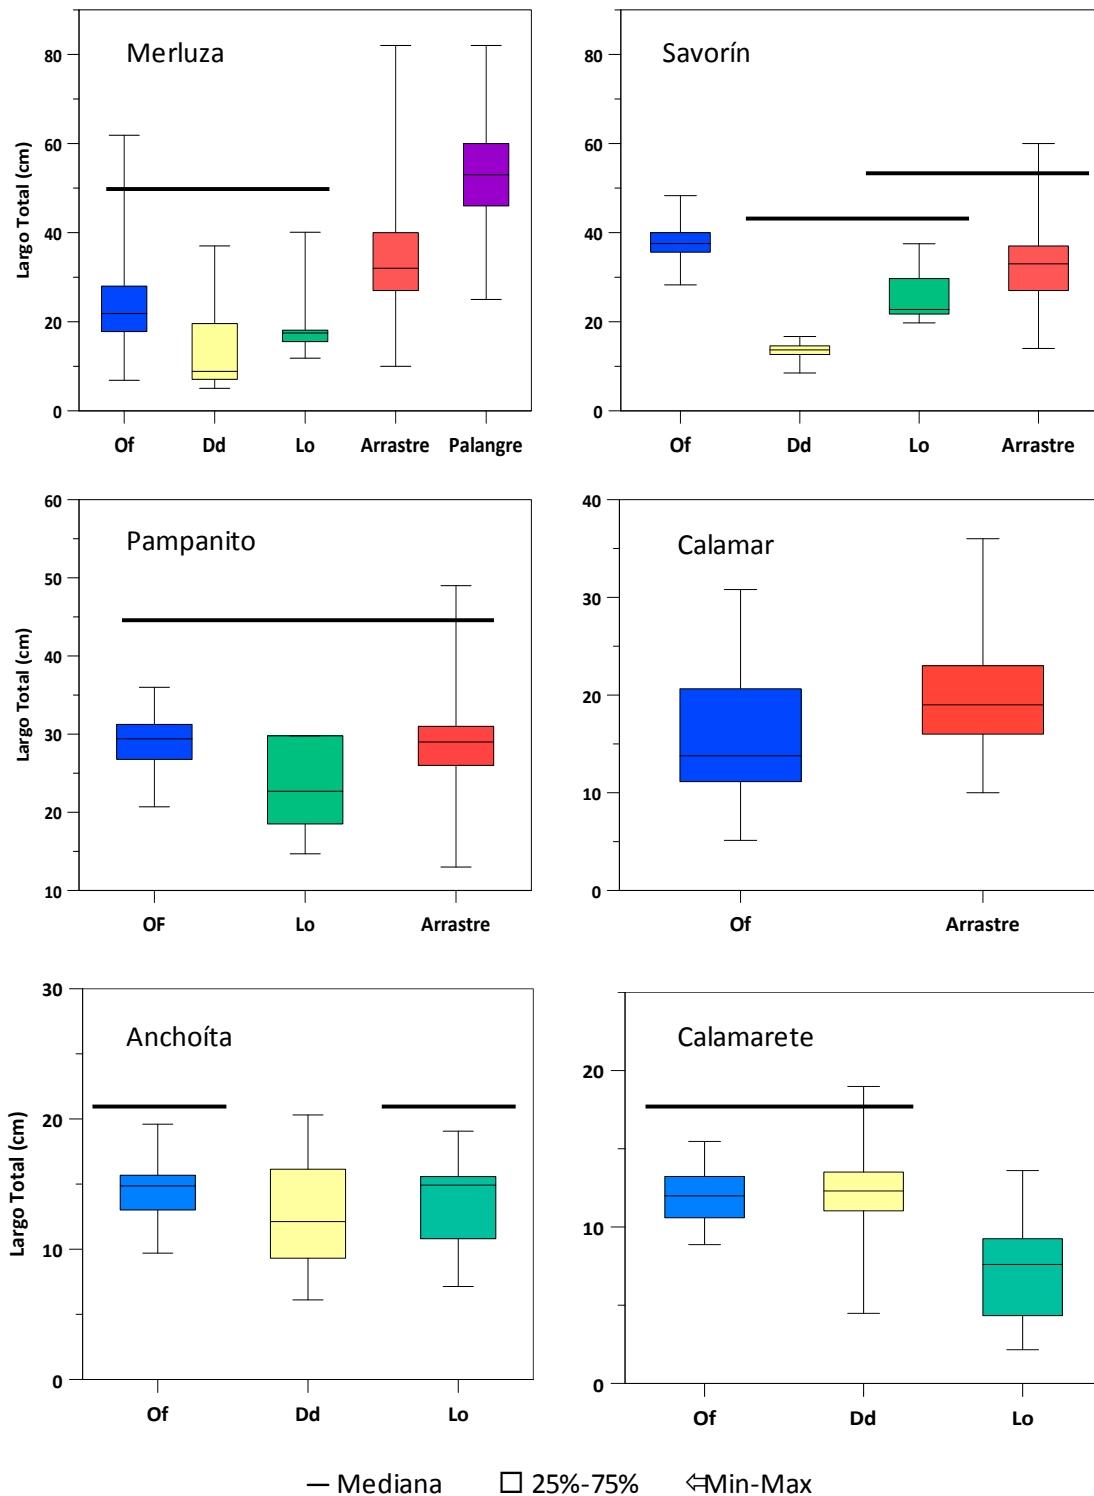 Merluza
80
60
40
20
0
Largo Total (cm)
Of Dd Lo Arrastre Palangre
Savorín
80
60
40
20
0
Of Dd Lo Arrastre
Pampanito
60
50
40
30
20
10
Largo Total (cm)
OF Lo Arrastre
Calamar
40
30
20
10
0
Of Arrastre
Anchoíta
30
20
10
0
Largo Total (cm)
Of Dd Lo
Calamarete
20
10
0
Of Dd Lo
Mediana 25%-75% Min-Max